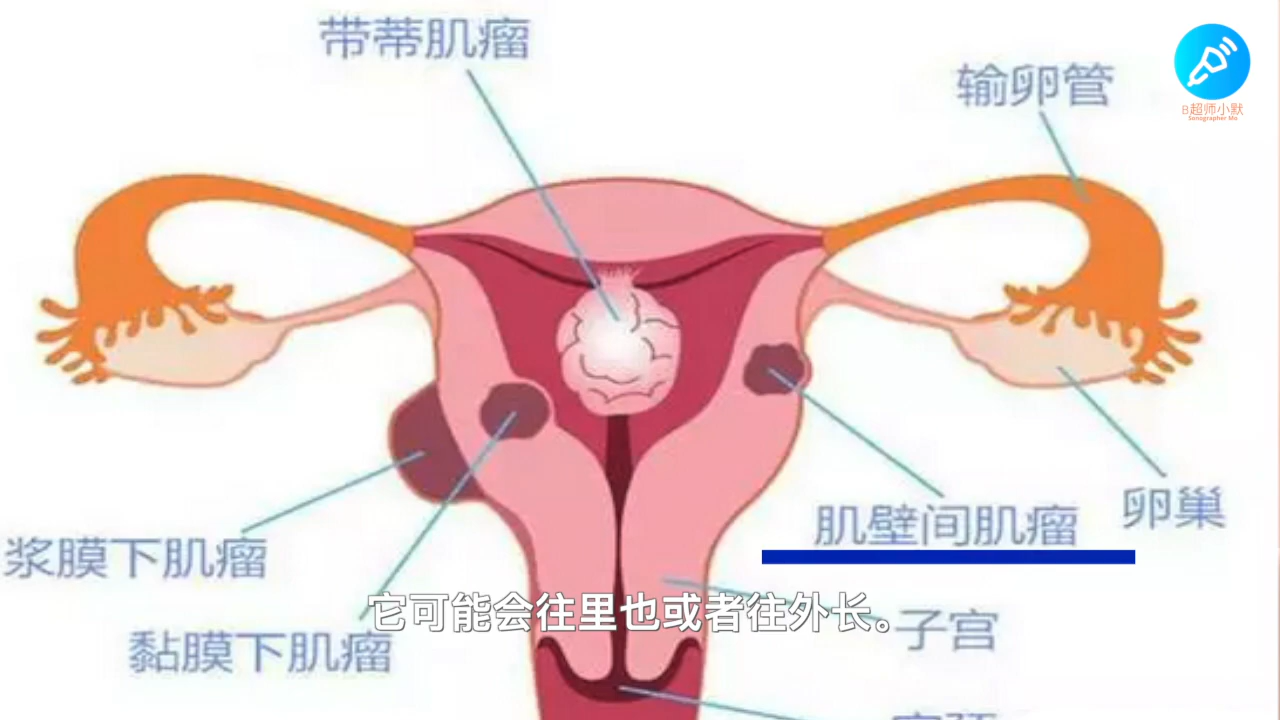 带蒂肌瘤
输卵管
B超师小默
Sonographer Mo
肌壁间肌瘤
卵巢
浆膜下肌瘤
它可能会往里也或者往外长。
子宫
黏膜下肌瘤